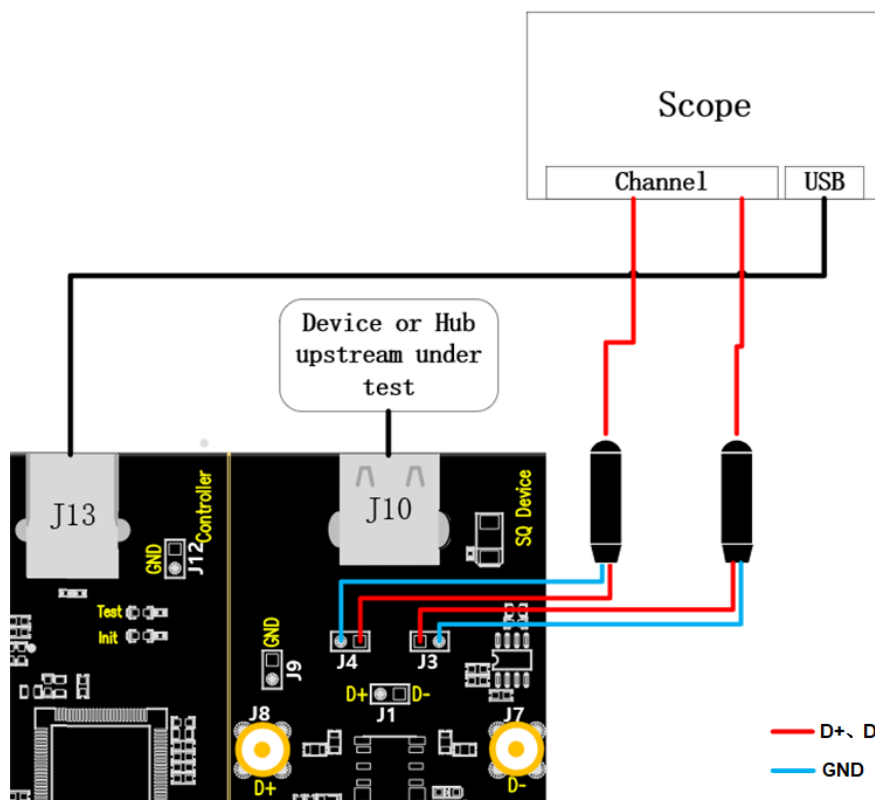 Scope
Channel
USB
Device or Hub
upstream under
test
J13
J10
Controller
SQ Device
GND
J12
Test
Init
GND
J9
J4
J3
D+
D-
J1
J8
J7
D+
D-
D+、D
GND